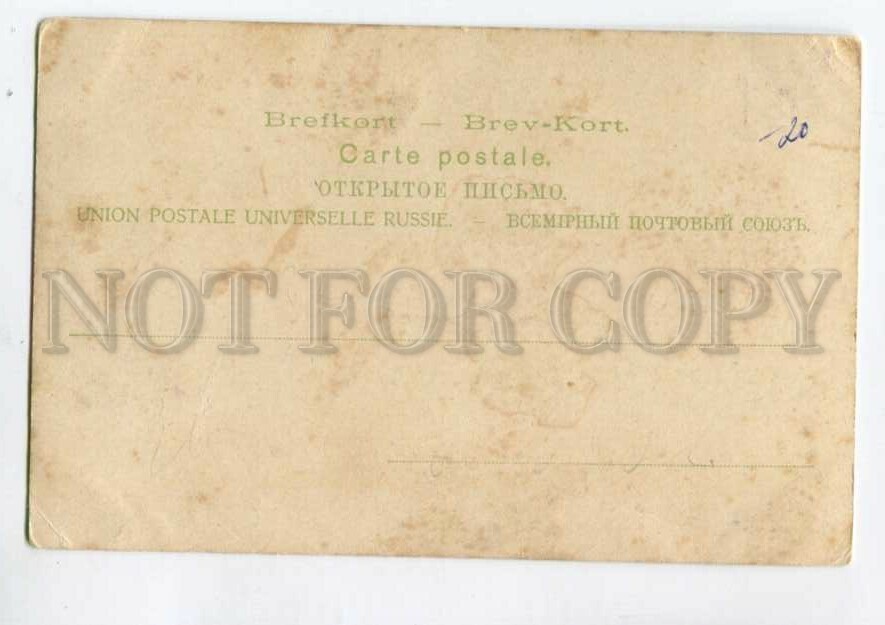 Brefkort — Brev-Kort.
-20
Carte postale.
ОТКРЫТОЕ ПИСЬМО.
UNION POSTALE UNIVERSELLE RUSSIE. — ВСЕМІРНЫЙ ПОЧТОВЫЙ СОЮЗЪ.
NOT FOR COPY